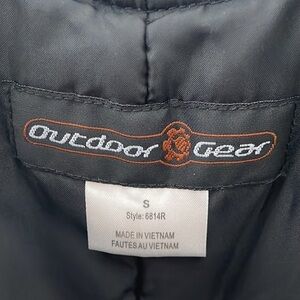 Outdoor Gear
S
Style: 6814R
MADE IN VIETNAM
FAUTES AU VIETNAM